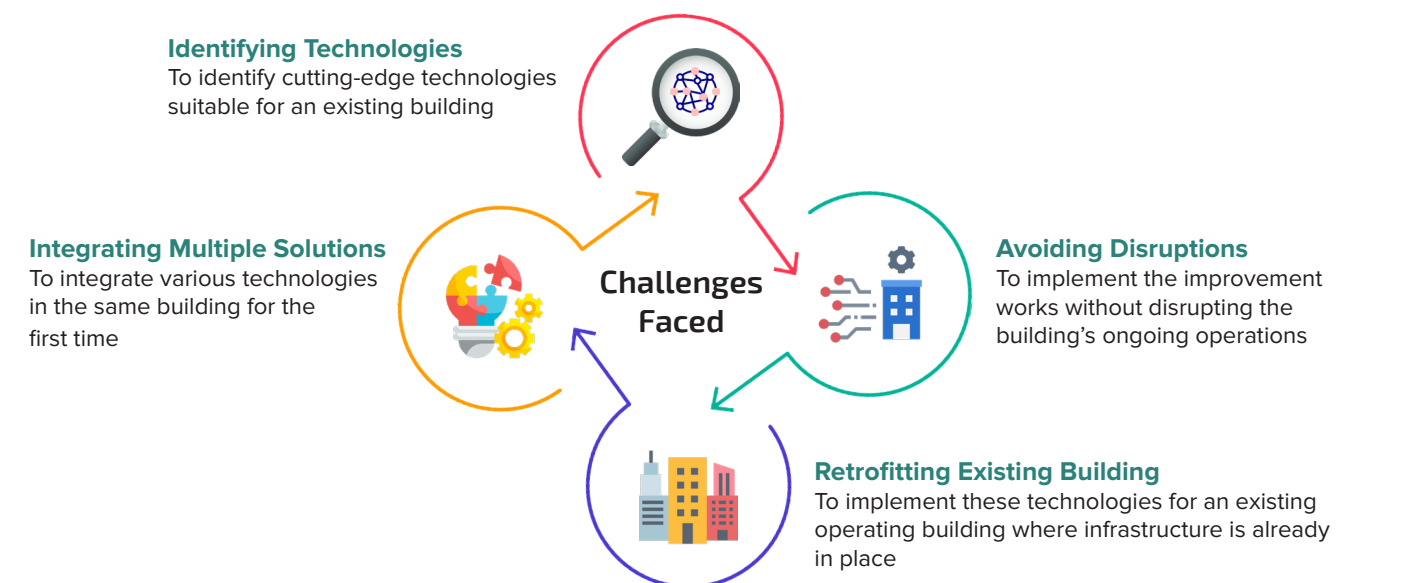 Identifying Technologies
To identify cutting-edge technologies
suitable for an existing building
Integrating Multiple Solutions
To integrate various technologies
in the same building for the
first time
Challenges
Faced
Avoiding Disruptions
To implement the improvement
works without disrupting the
building’s ongoing operations
Retrofitting Existing Building
To implement these technologies for an existing
operating building where infrastructure is already
in place